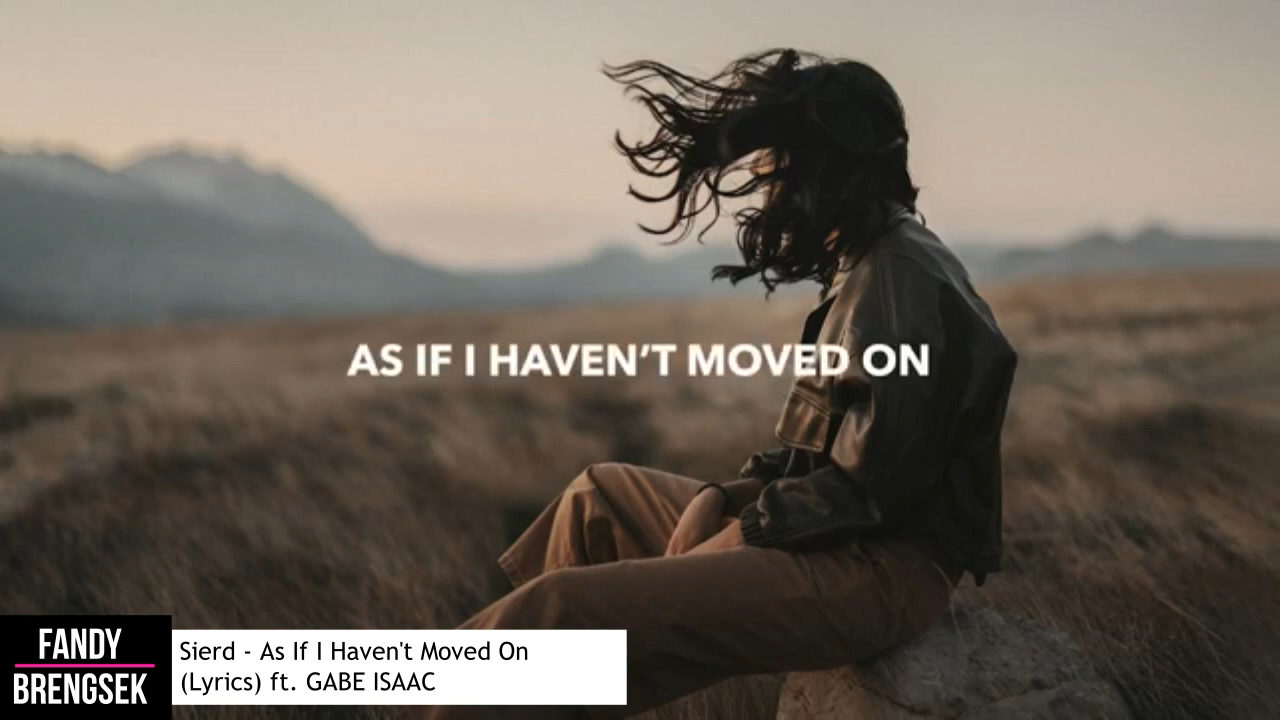 AS IF I HAVEN’T MOVED ON
FANDY
BRENGSEK
Sierd - As If I Haven't Moved On
(Lyrics) ft. GABE ISAAC